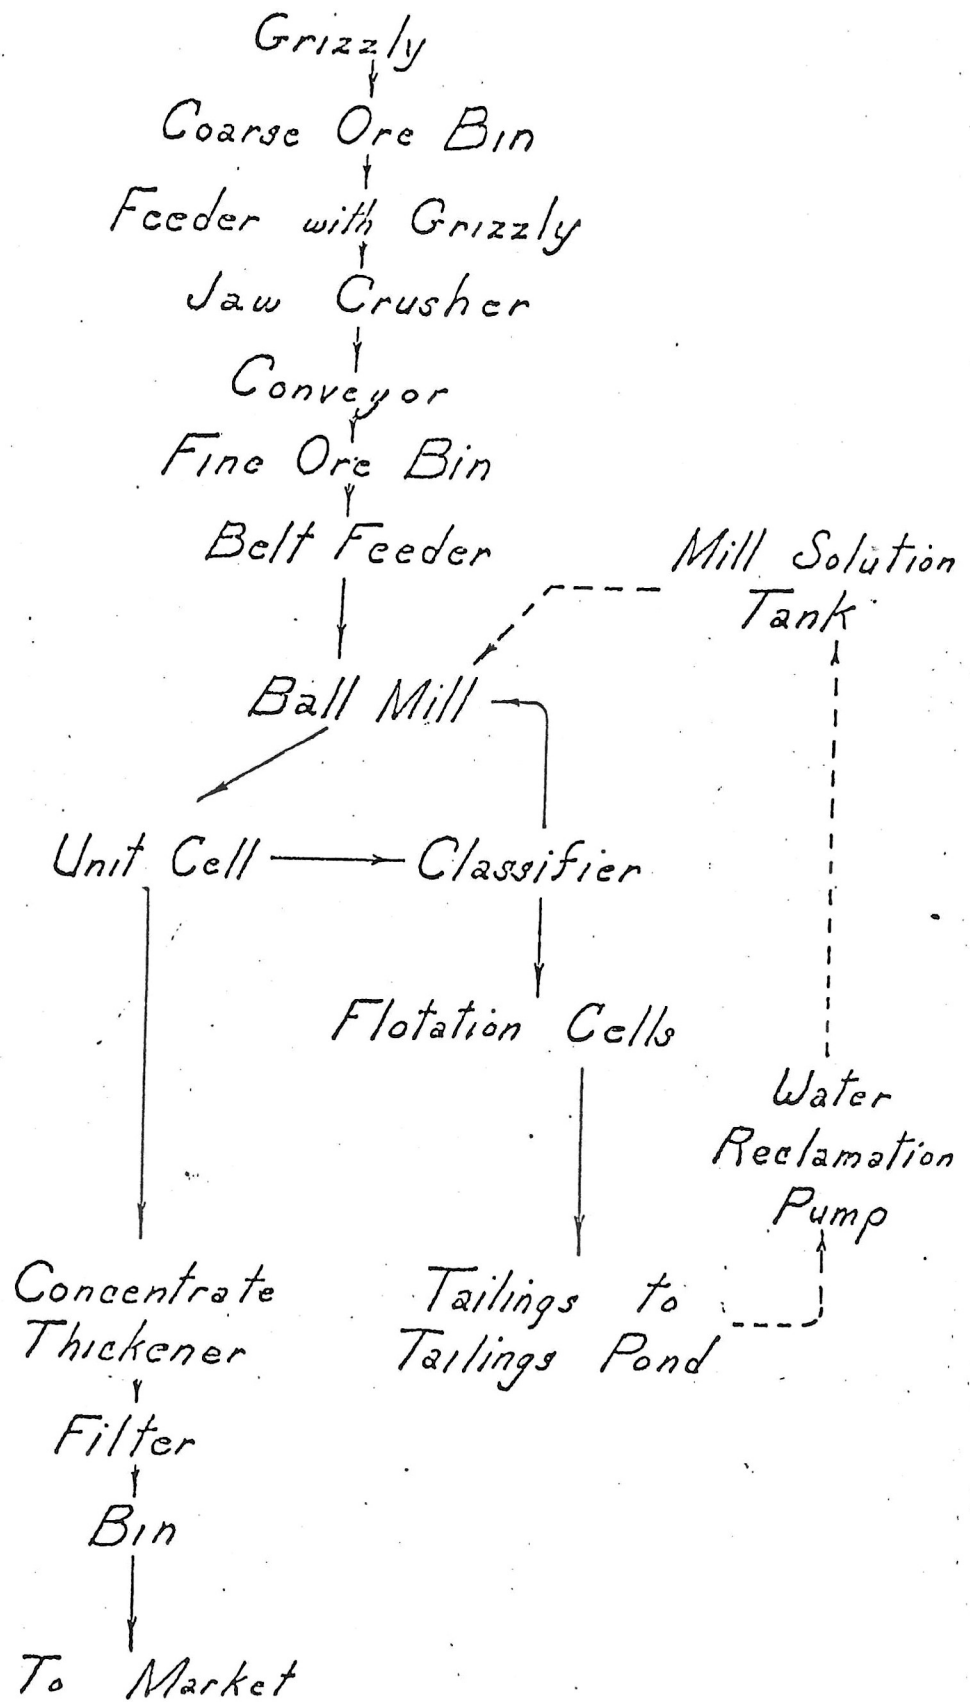 Grizzly
Coarse Ore Bin
Feeder with Grizzly
Jaw Crusher
Conveyor
Fine Ore Bin
Belt Feeder
Mill Solution
Tank
Ball Mill
Unit Cell
Classifier
Flotation Cells
Water
Reclamation
Pump
Concentrate
Thickener
Tailings to
Tailings Pond
Filter
Bin
To Market